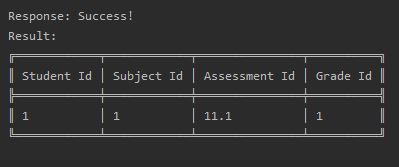 Response: Success!
Result:
Student Id | Subject Id | Assessment Id | Grade Id
1 | 1 | 11.1 | 1